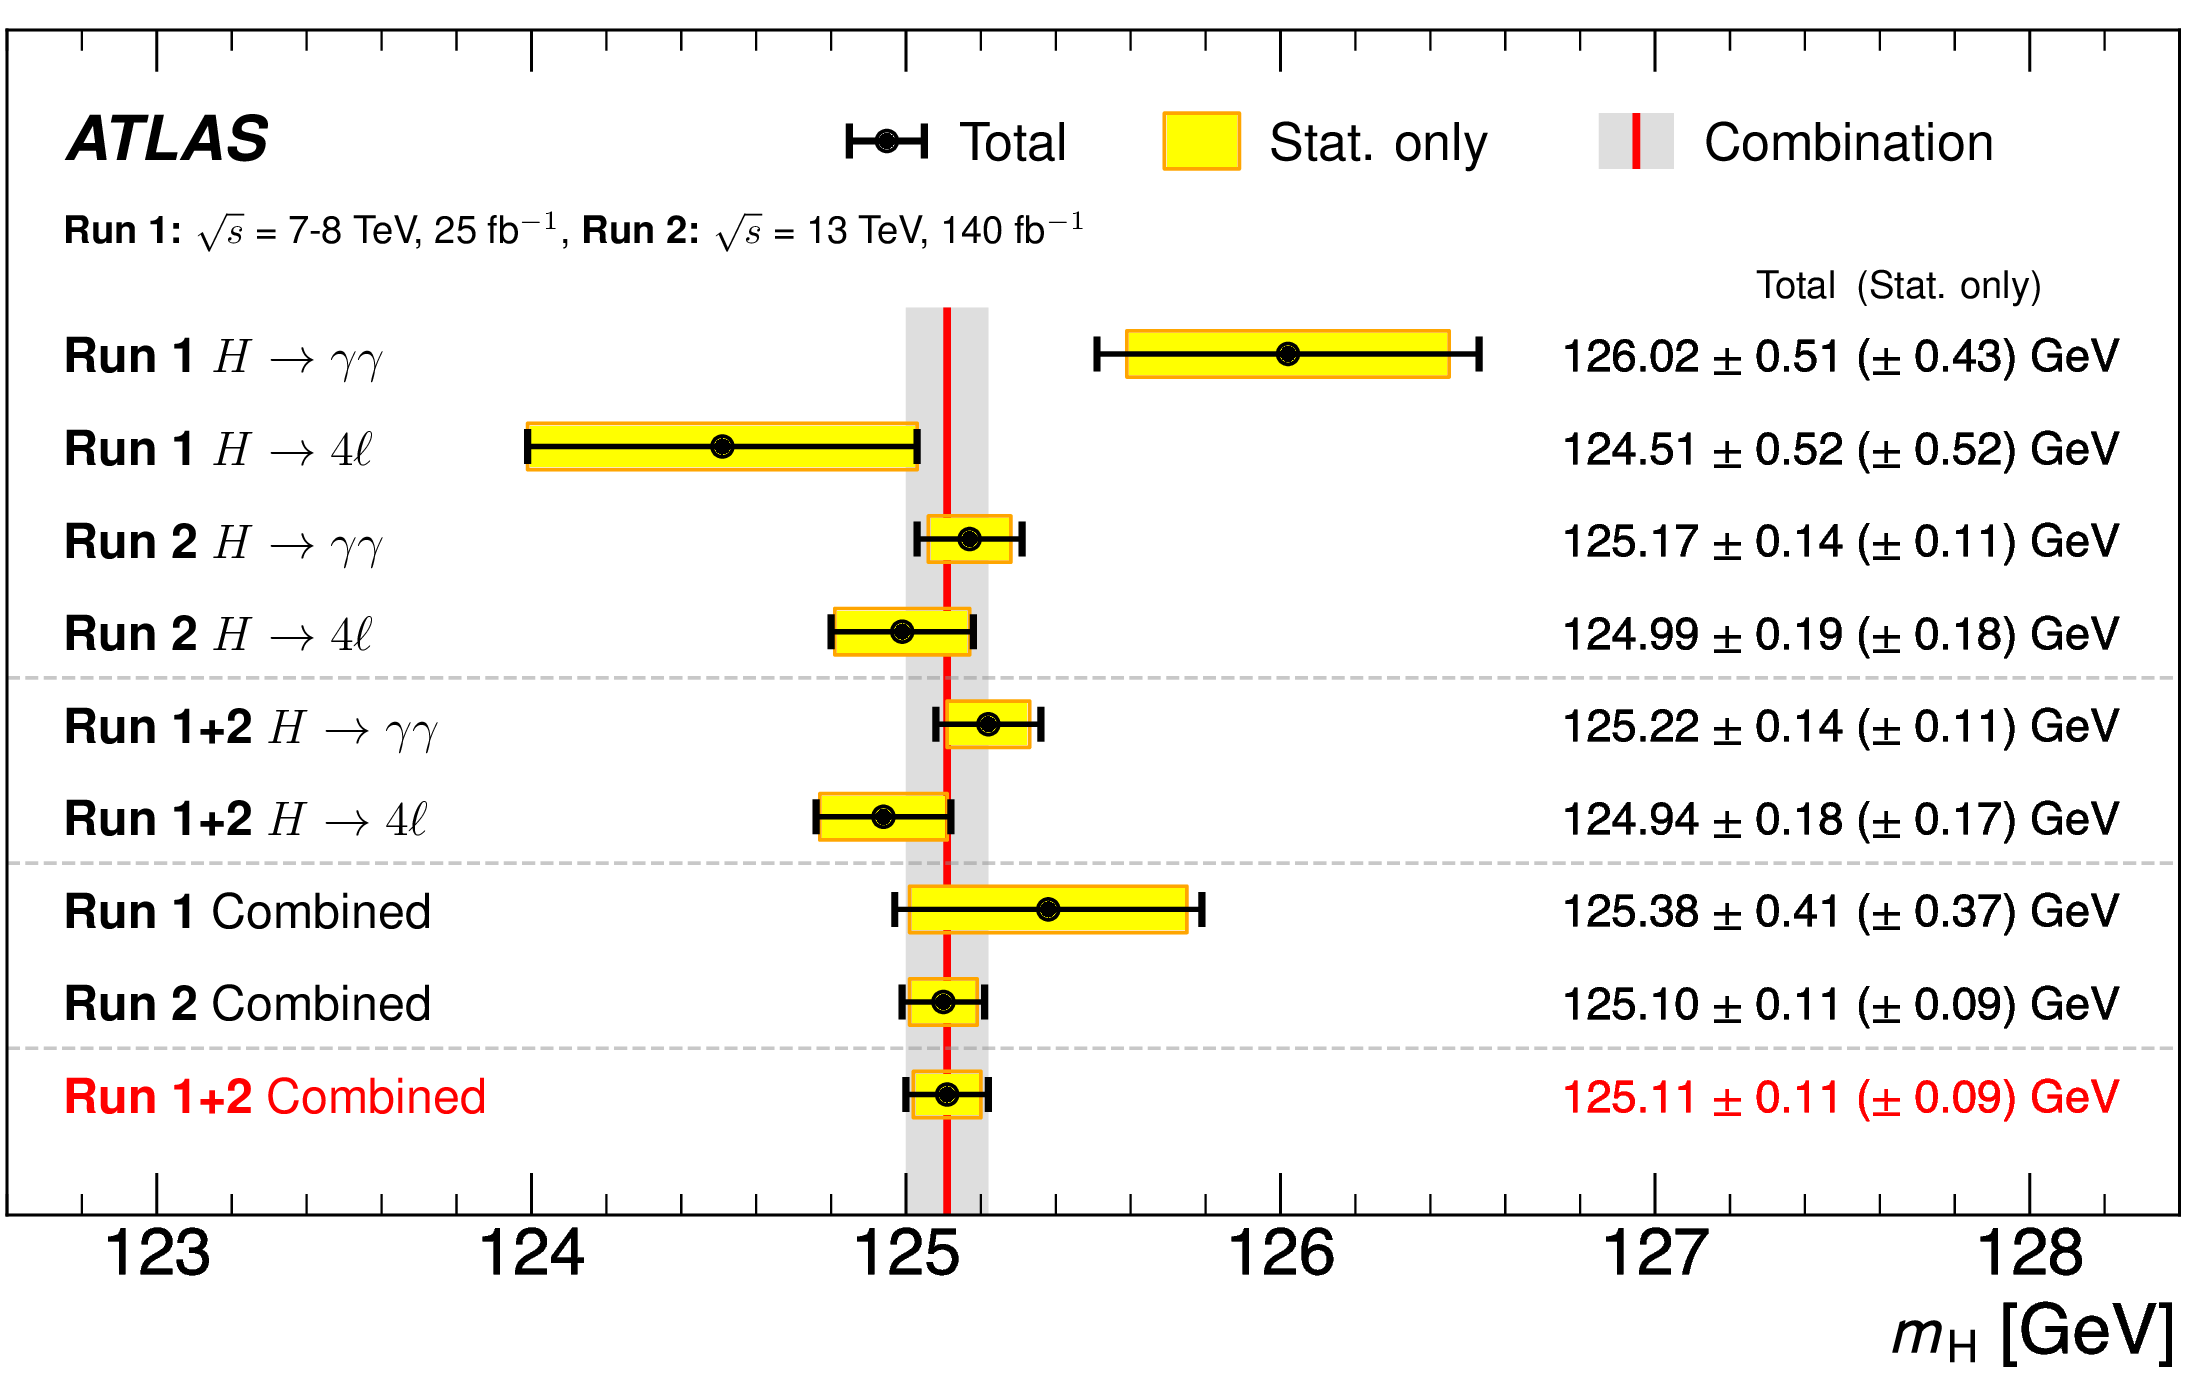 ATLAS
Total Stat. only Combination
Run 1: √s = 7-8 TeV, 25 fb⁻¹, Run 2: √s = 13 TeV, 140 fb⁻¹
Total (Stat. only)
Run 1 H → γγ 126.02 ± 0.51 (± 0.43) GeV
Run 1 H → 4ℓ 124.51 ± 0.52 (± 0.52) GeV
Run 2 H → γγ 125.17 ± 0.14 (± 0.11) GeV
Run 2 H → 4ℓ 124.99 ± 0.19 (± 0.18) GeV
Run 1+2 H → γγ 125.22 ± 0.14 (± 0.11) GeV
Run 1+2 H → 4ℓ 124.94 ± 0.18 (± 0.17) GeV
Run 1 Combined 125.38 ± 0.41 (± 0.37) GeV
Run 2 Combined 125.10 ± 0.11 (± 0.09) GeV
Run 1+2 Combined 125.11 ± 0.11 (± 0.09) GeV
123 124 125 126 127 128
m_H [GeV]